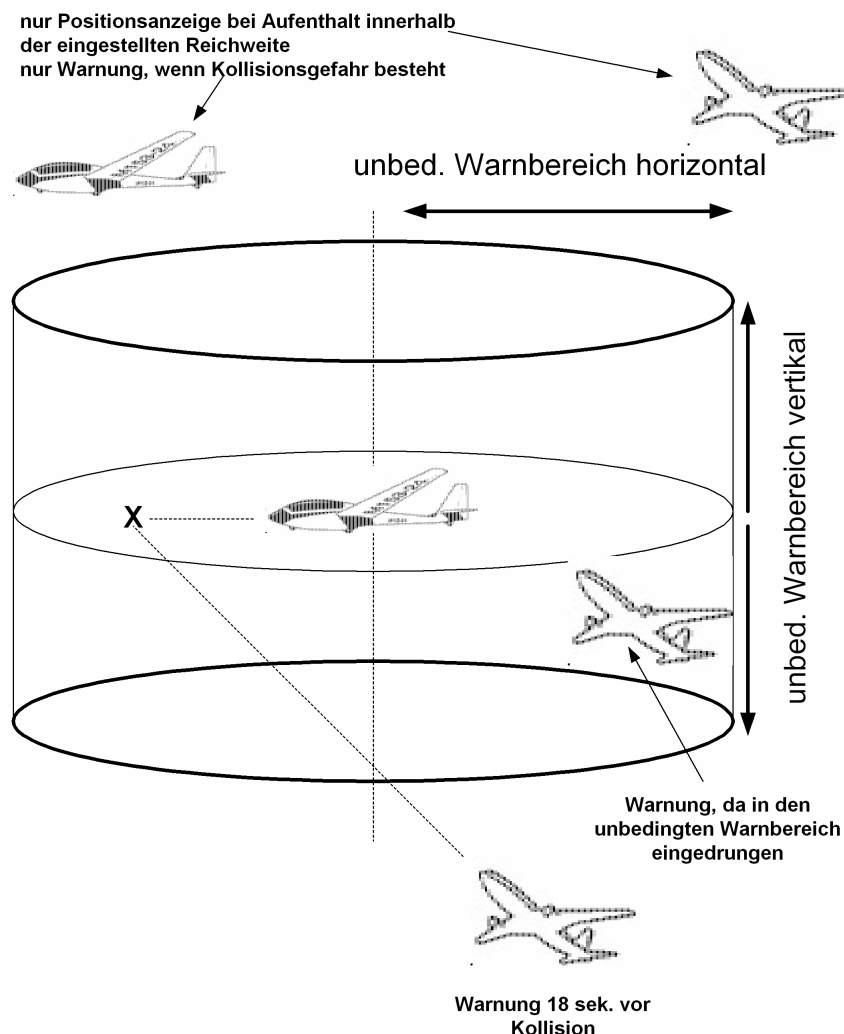 nur Positionsanzeige bei Aufenthalt innerhalb
der eingestellten Reichweite
nur Warnung, wenn Kollisionsgefahr besteht
unbed. Warnbereich horizontal
unbed. Warnbereich vertikal
X
Warnung, da in den
unbedingten Warnbereich
eingedrungen
Warnung 18 sek. vor
Kollision